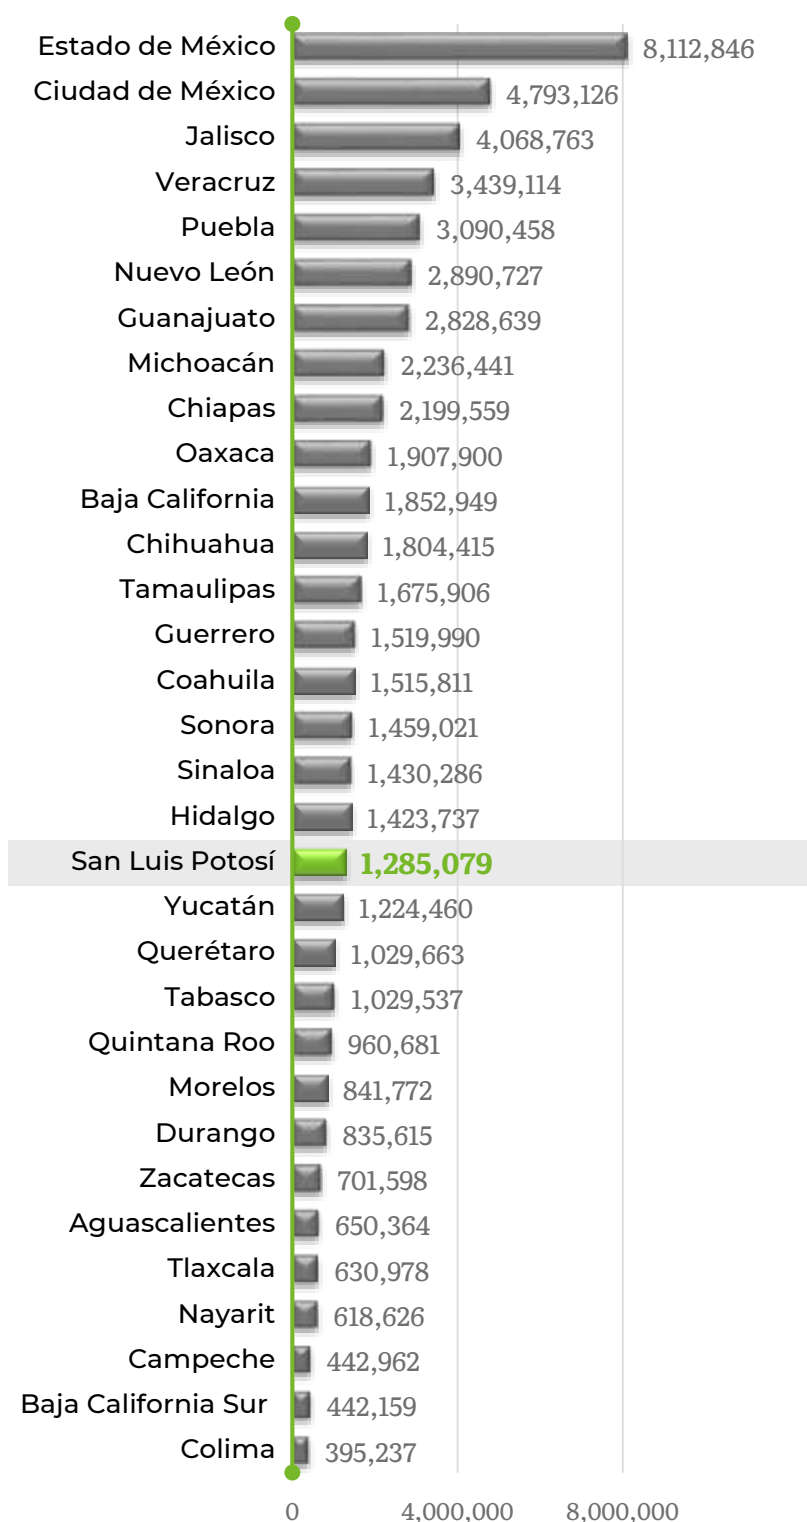 Estado de México 8,112,846
Ciudad de México 4,793,126
Jalisco 4,068,763
Veracruz 3,439,114
Puebla 3,090,458
Nuevo León 2,890,727
Guanajuato 2,828,639
Michoacán 2,236,441
Chiapas 2,199,559
Oaxaca 1,907,900
Baja California 1,852,949
Chihuahua 1,804,415
Tamaulipas 1,675,906
Guerrero 1,519,990
Coahuila 1,515,811
Sonora 1,459,021
Sinaloa 1,430,286
Hidalgo 1,423,737
San Luis Potosí 1,285,079
Yucatán 1,224,460
Querétaro 1,029,663
Tabasco 1,029,537
Quintana Roo 960,681
Morelos 841,772
Durango 835,615
Zacatecas 701,598
Aguascalientes 650,364
Tlaxcala 630,978
Nayarit 618,626
Campeche 442,962
Baja California Sur 442,159
Colima 395,237
0 4,000,000 8,000,000